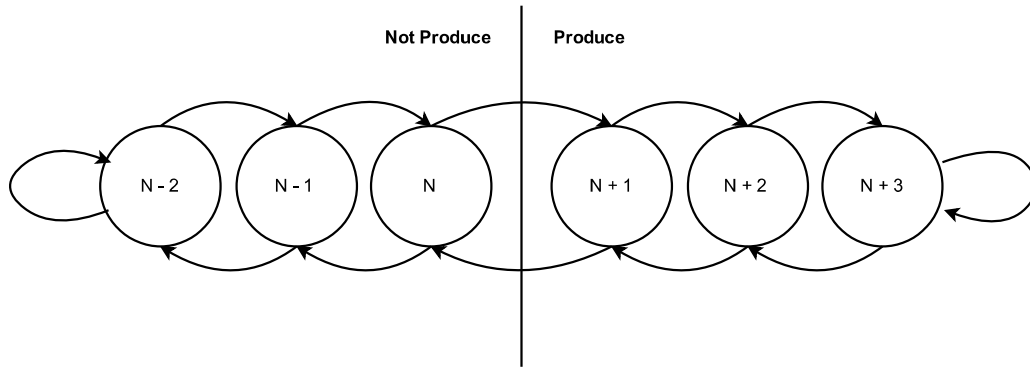 Not Produce
Produce
N - 2
N - 1
N
N + 1
N + 2
N + 3